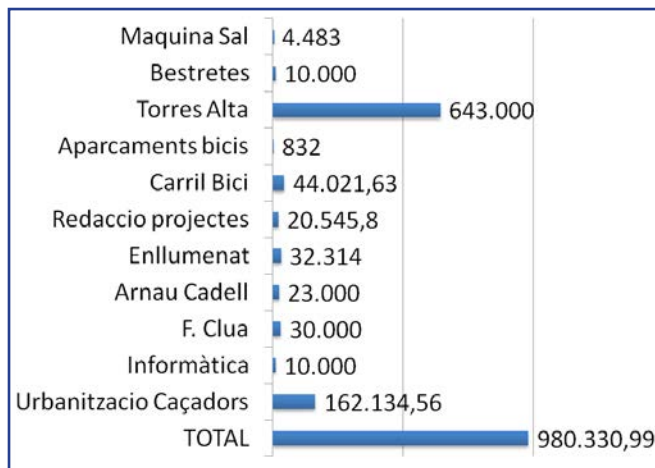 Maquina Sal 4.483
Bestretes 10.000
Torres Alta 643.000
Aparcaments bicis 832
Carril Bici 44.021,63
Redaccio projectes 20.545,8
Enllumenat 32.314
Arnau Cadell 23.000
F. Clua 30.000
Informàtica 10.000
Urbanitzacio Caçadors 162.134,56
TOTAL 980.330,99